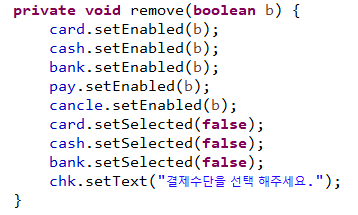 private void remove(boolean b) {
card.setEnabled(b);
cash.setEnabled(b);
bank.setEnabled(b);
pay.setEnabled(b);
cancle.setEnabled(b);
card.setSelected(false);
cash.setSelected(false);
bank.setSelected(false);
chk.setText("결제수단을 선택 해주세요.");
}